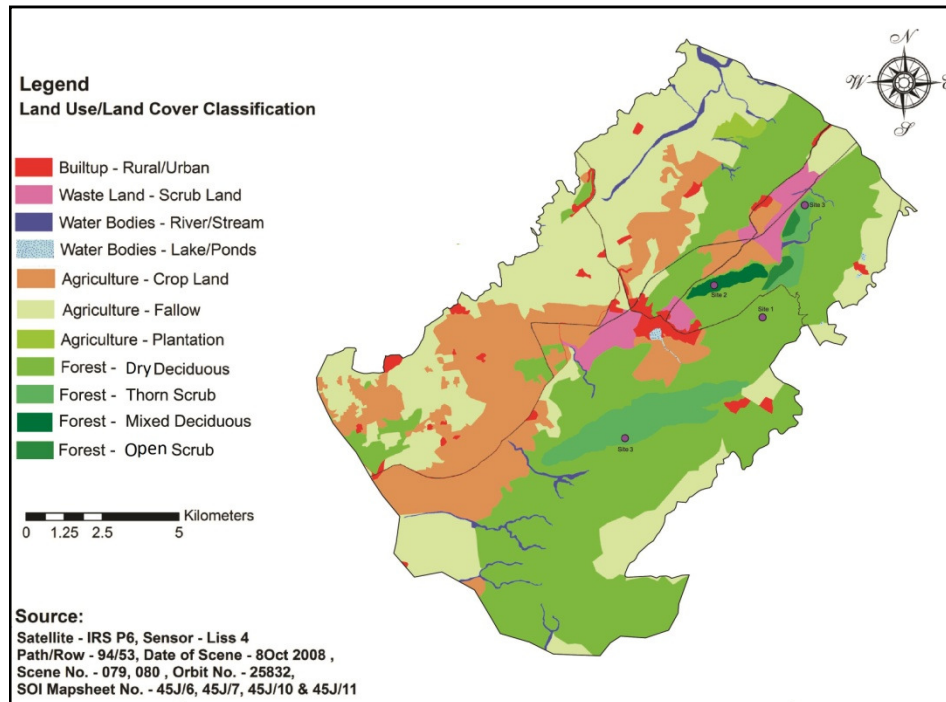 Legend
Land Use/Land Cover Classification
Builtup - Rural/Urban
Waste Land - Scrub Land
Water Bodies - River/Stream
Water Bodies - Lake/Ponds
Agriculture - Crop Land
Agriculture - Fallow
Agriculture - Plantation
Forest - Dry Deciduous
Forest - Thorn Scrub
Forest - Mixed Deciduous
Forest - Open Scrub
Kilometers
0 1.25 2.5 5
Source:
Satellite - IRS P6, Sensor - Liss 4
Path/Row - 94/53, Date of Scene - 8Oct 2008 ,
Scene No. - 079, 080 , Orbit No. - 25832,
SOI Mapsheet No. - 45J/6, 45J/7, 45J/10 & 45J/11
N
W E
S
Site 3
Site 2
Site 1
Site 3